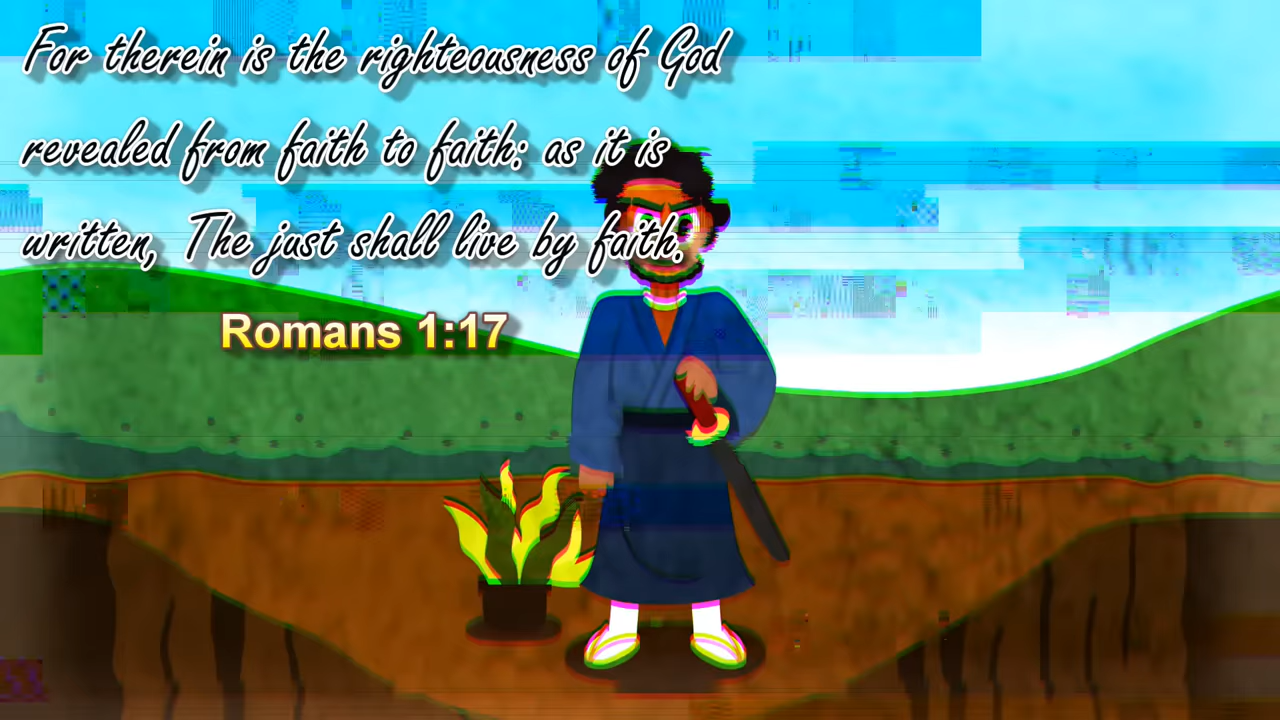 For therein is the righteousness of God
revealed from faith to faith: as it is
written, The just shall live by faith.
Romans 1:17